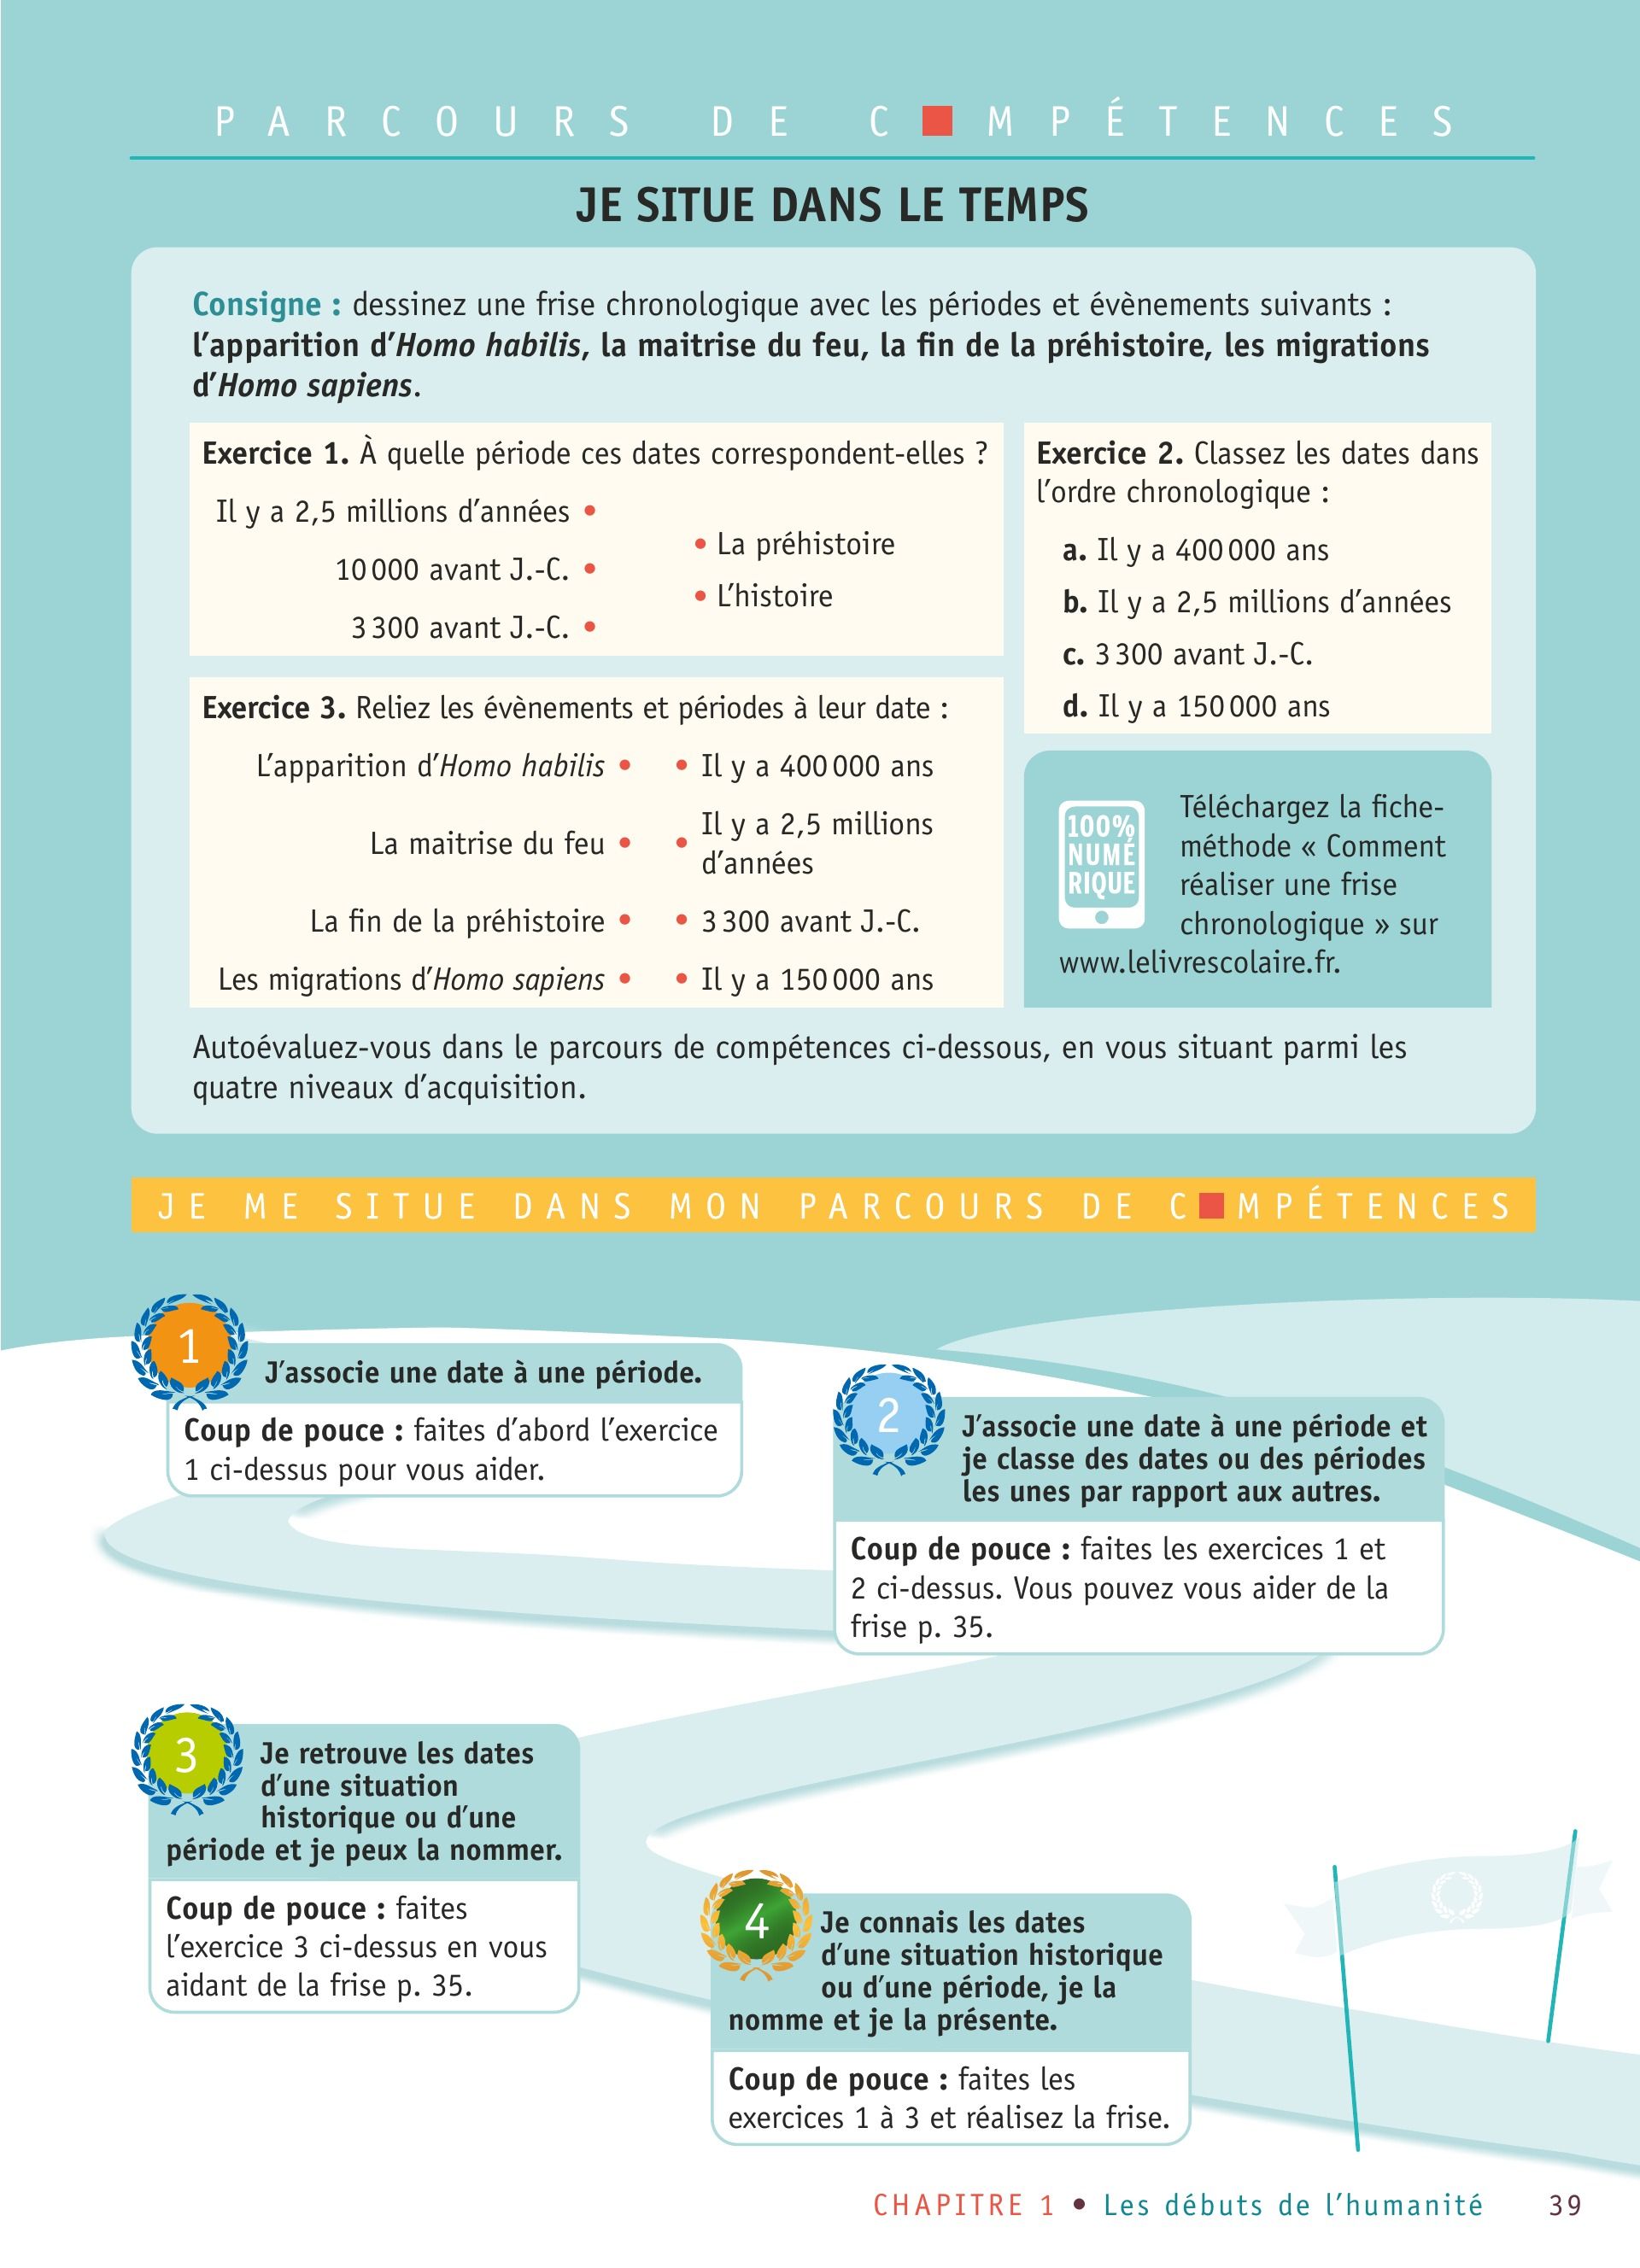 PARCOURS DE C■MPÉTENCES
JE SITUE DANS LE TEMPS
Consigne : dessinez une frise chronologique avec les périodes et évènements suivants :
l'apparition d'Homo habilis, la maitrise du feu, la fin de la préhistoire, les migrations
d'Homo sapiens.
Exercice 1. À quelle période ces dates correspondent-elles ?
Il y a 2,5 millions d'années •
10 000 avant J.-C. •
3 300 avant J.-C. •
• La préhistoire
• L'histoire
Exercice 2. Classez les dates dans
l'ordre chronologique :
a. Il y a 400 000 ans
b. Il y a 2,5 millions d'années
c. 3 300 avant J.-C.
d. Il y a 150 000 ans
Exercice 3. Reliez les évènements et périodes à leur date :
L'apparition d'Homo habilis •
La maitrise du feu •
La fin de la préhistoire •
Les migrations d'Homo sapiens •
• Il y a 400 000 ans
• Il y a 2,5 millions
d'années
• 3 300 avant J.-C.
• Il y a 150 000 ans
100%
NUMÉ
RIQUE
Téléchargez la fiche-
méthode « Comment
réaliser une frise
chronologique » sur
www.lelivrescolaire.fr.
Autoévaluez-vous dans le parcours de compétences ci-dessous, en vous situant parmi les
quatre niveaux d'acquisition.
JE ME SITUE DANS MON PARCOURS DE C■MPÉTENCES
1
J'associe une date à une période.
Coup de pouce : faites d'abord l'exercice
1 ci-dessus pour vous aider.
2
J'associe une date à une période et
je classe des dates ou des périodes
les unes par rapport aux autres.
Coup de pouce : faites les exercices 1 et
2 ci-dessus. Vous pouvez vous aider de la
frise p. 35.
3
Je retrouve les dates
d'une situation
historique ou d'une
période et je peux la nommer.
Coup de pouce : faites
l'exercice 3 ci-dessus en vous
aidant de la frise p. 35.
4
Je connais les dates
d'une situation historique
ou d'une période, je la
nomme et je la présente.
Coup de pouce : faites les
exercices 1 à 3 et réalisez la frise.
CHAPITRE 1 • Les débuts de l'humanité 39